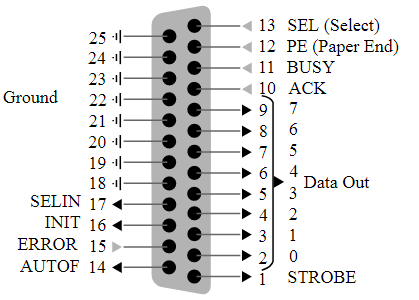 13 SEL (Select)
25
12 PE (Paper End)
24
11 BUSY
23
10 ACK
Ground
22
9 7
21
8 6
20
7 5
19
6 4
18
Data Out
5 3
SELIN 17
4 2
INIT 16
3 1
ERROR 15
2 0
AUTOF 14
1 STROBE